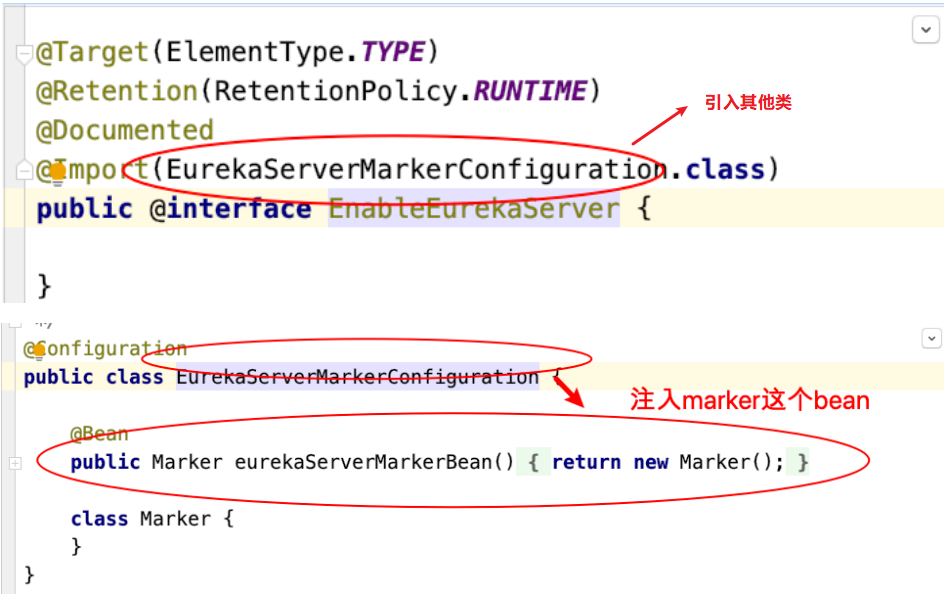 @Target(ElementType.TYPE)
@Retention(RetentionPolicy.RUNTIME)
引入其他类
@Documented
@Import(EurekaServerMarkerConfiguration.class)
public @interface EnableEurekaServer {
}
*/
@Configuration
public class EurekaServerMarkerConfiguration {
注入marker这个bean
@Bean
public Marker eurekaServerMarkerBean() { return new Marker(); }
class Marker {
}
}